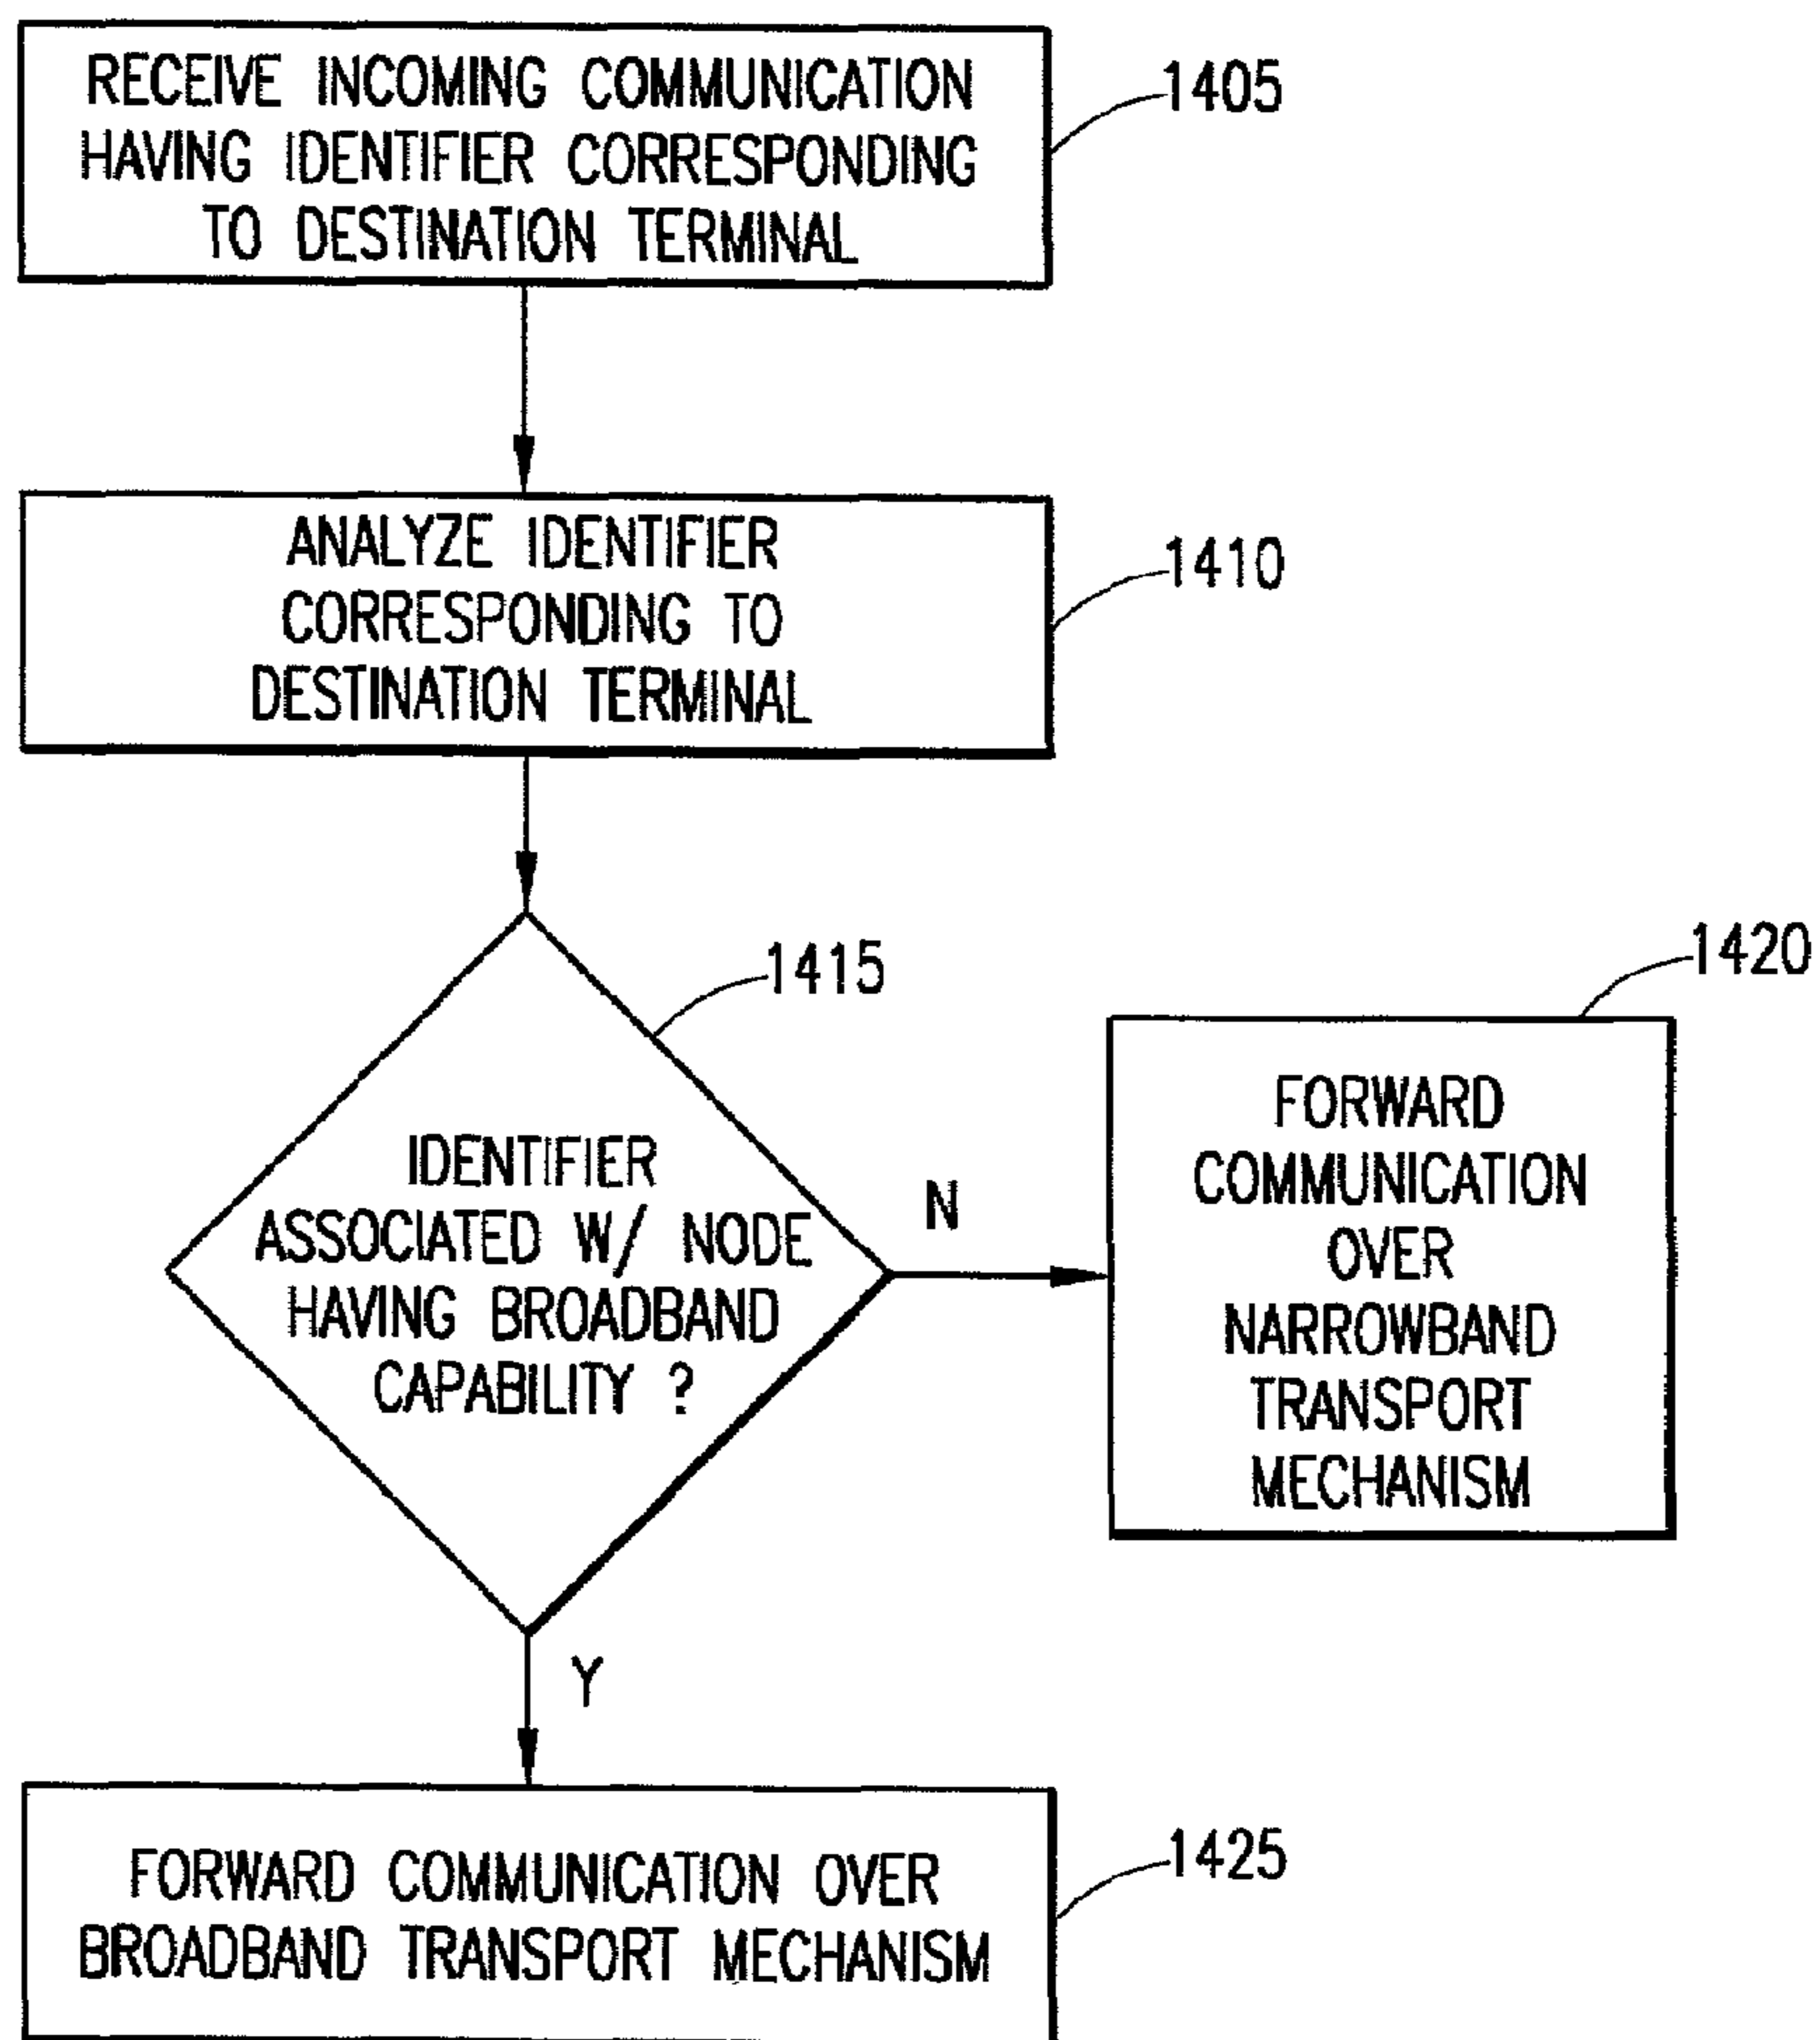 RECEIVE INCOMING COMMUNICATION
HAVING IDENTIFIER CORRESPONDING
TO DESTINATION TERMINAL
1405
ANALYZE IDENTIFIER
CORRESPONDING TO
DESTINATION TERMINAL
1410
IDENTIFIER
ASSOCIATED W/ NODE
HAVING BROADBAND
CAPABILITY ?
1415
N
1420
FORWARD
COMMUNICATION
OVER
NARROWBAND
TRANSPORT
MECHANISM
Y
FORWARD COMMUNICATION OVER
BROADBAND TRANSPORT MECHANISM
1425